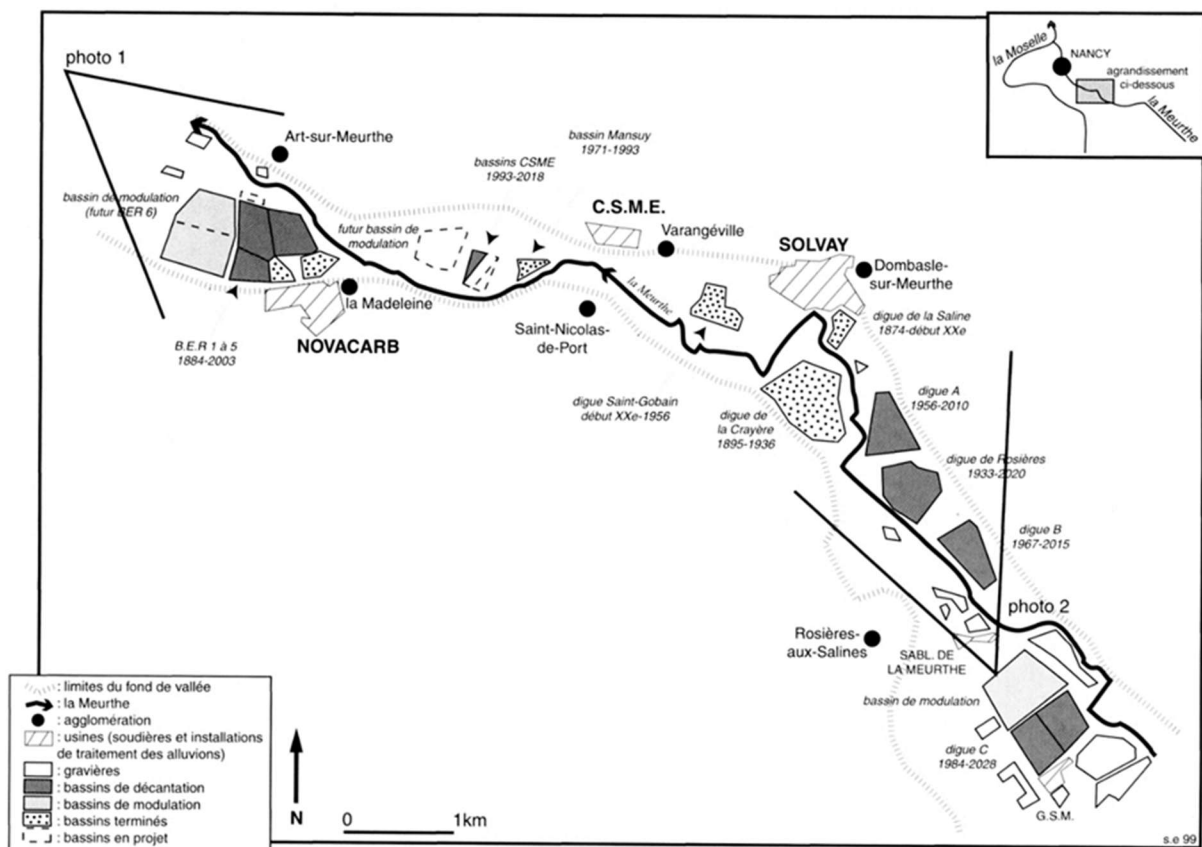 photo 1
la Moselle
NANCY
agrandissement
ci-dessous
la Meurthe
Art-sur-Meurthe
bassin Mansuy
1971-1993
bassins CSME
1993-2018
bassin de modulation
(futur BER 6)
futur bassin de
modulation
C.S.M.E.
Varangéville
SOLVAY
Dombasle-
sur-Meurthe
la Madeleine
la Meurthe
Saint-Nicolas-
de-Port
NOVACARB
B.E.R 1 à 5
1884-2003
digue de la Saline
1874-début XXe
digue Saint-Gobain
début XXe-1956
digue de
la Crayère
1895-1936
digue A
1956-2010
digue de Rosières
1933-2020
digue B
1967-2015
photo 2
Rosières-
aux-Salines
SABL. DE
LA MEURTHE
bassin de modulation
digue C
1984-2028
G.S.M.
: limites du fond de vallée
: la Meurthe
: agglomération
: usines (soudières et installations
de traitement des alluvions)
: gravières
: bassins de décantation
: bassins de modulation
: bassins terminés
: bassins en projet
N
0 1km
s.e 99